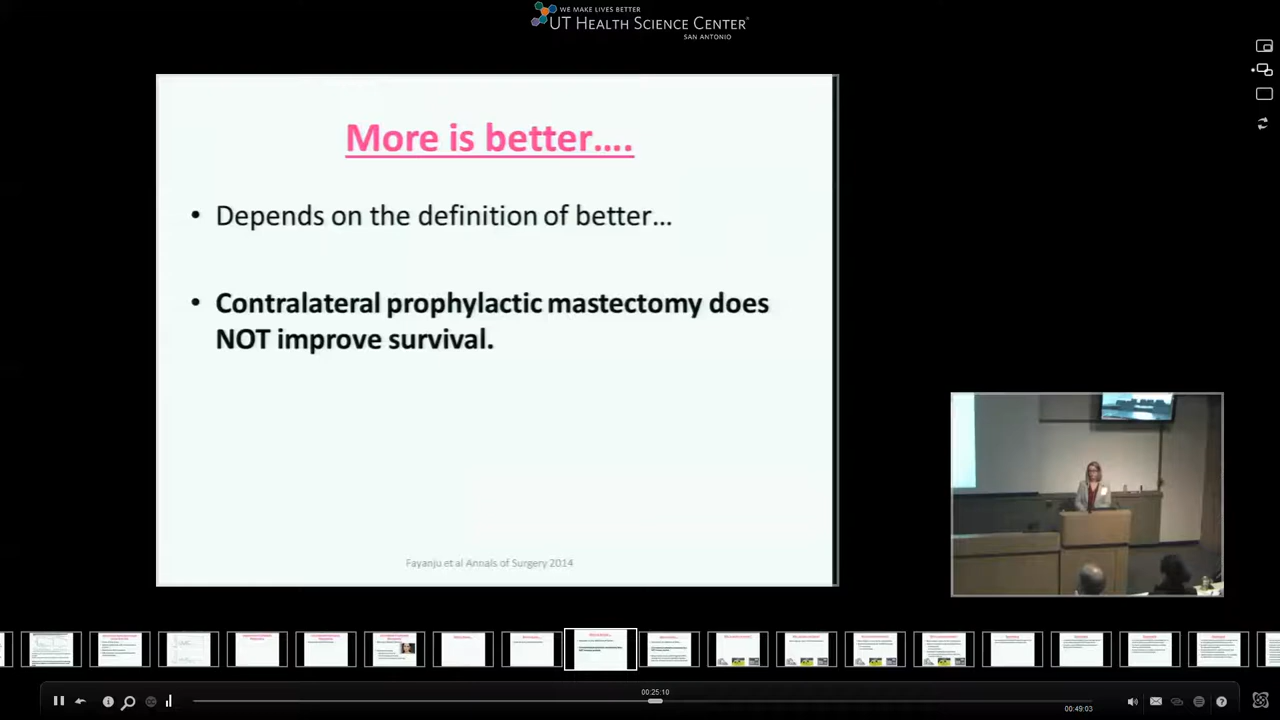 WE MAKE LIVES BETTER
UT HEALTH SCIENCE CENTER®
SAN ANTONIO
More is better....
• Depends on the definition of better...
• Contralateral prophylactic mastectomy does
NOT improve survival.
Fayanju et al Annals of Surgery 2014
00:25:10
00:49:03